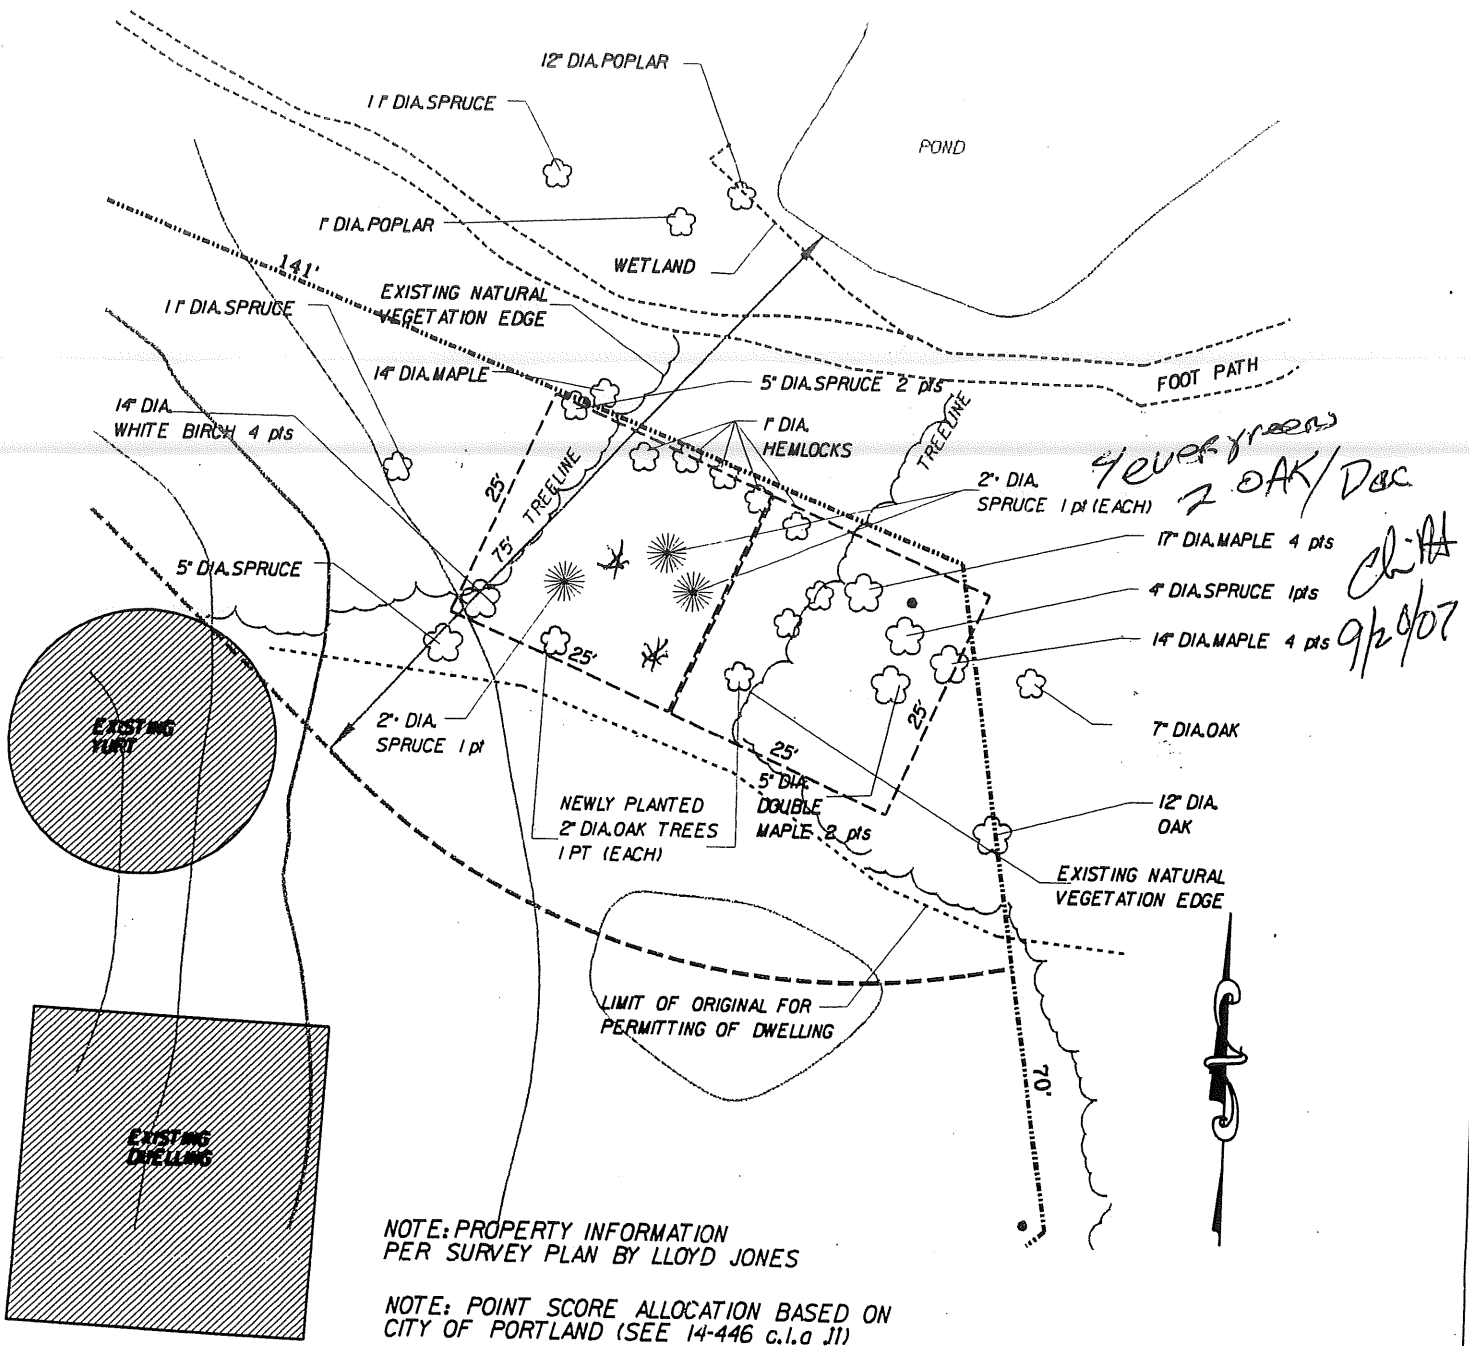 12" DIA. POPLAR
11" DIA. SPRUCE
POND
1" DIA. POPLAR
WETLAND
141'
EXISTING NATURAL
VEGETATION EDGE
11" DIA. SPRUCE
14" DIA. MAPLE
5" DIA. SPRUCE 2 pts
FOOT PATH
14" DIA.
WHITE BIRCH 4 pts
1" DIA.
HEMLOCKS
TREELINE
TREELINE
4 evergreens
2 OAK/Dec
25'
75'
2"· DIA.
SPRUCE 1 pt (EACH)
17" DIA. MAPLE 4 pts
5" DIA. SPRUCE
4" DIA. SPRUCE 1pts
14" DIA. MAPLE 4 pts
25'
25'
2"· DIA.
SPRUCE 1 pt
EXISTING
YURT
7" DIA. OAK
25'
5" DIA.
DOUBLE
MAPLE 2 pts
NEWLY PLANTED
2" DIA. OAK TREES
1 PT (EACH)
12" DIA.
OAK
EXISTING NATURAL
VEGETATION EDGE
LIMIT OF ORIGINAL FOR
PERMITTING OF DWELLING
70'
EXISTING
DWELLING
NOTE: PROPERTY INFORMATION
PER SURVEY PLAN BY LLOYD JONES
NOTE: POINT SCORE ALLOCATION BASED ON
CITY OF PORTLAND (SEE 14-446 c.1.a JI)